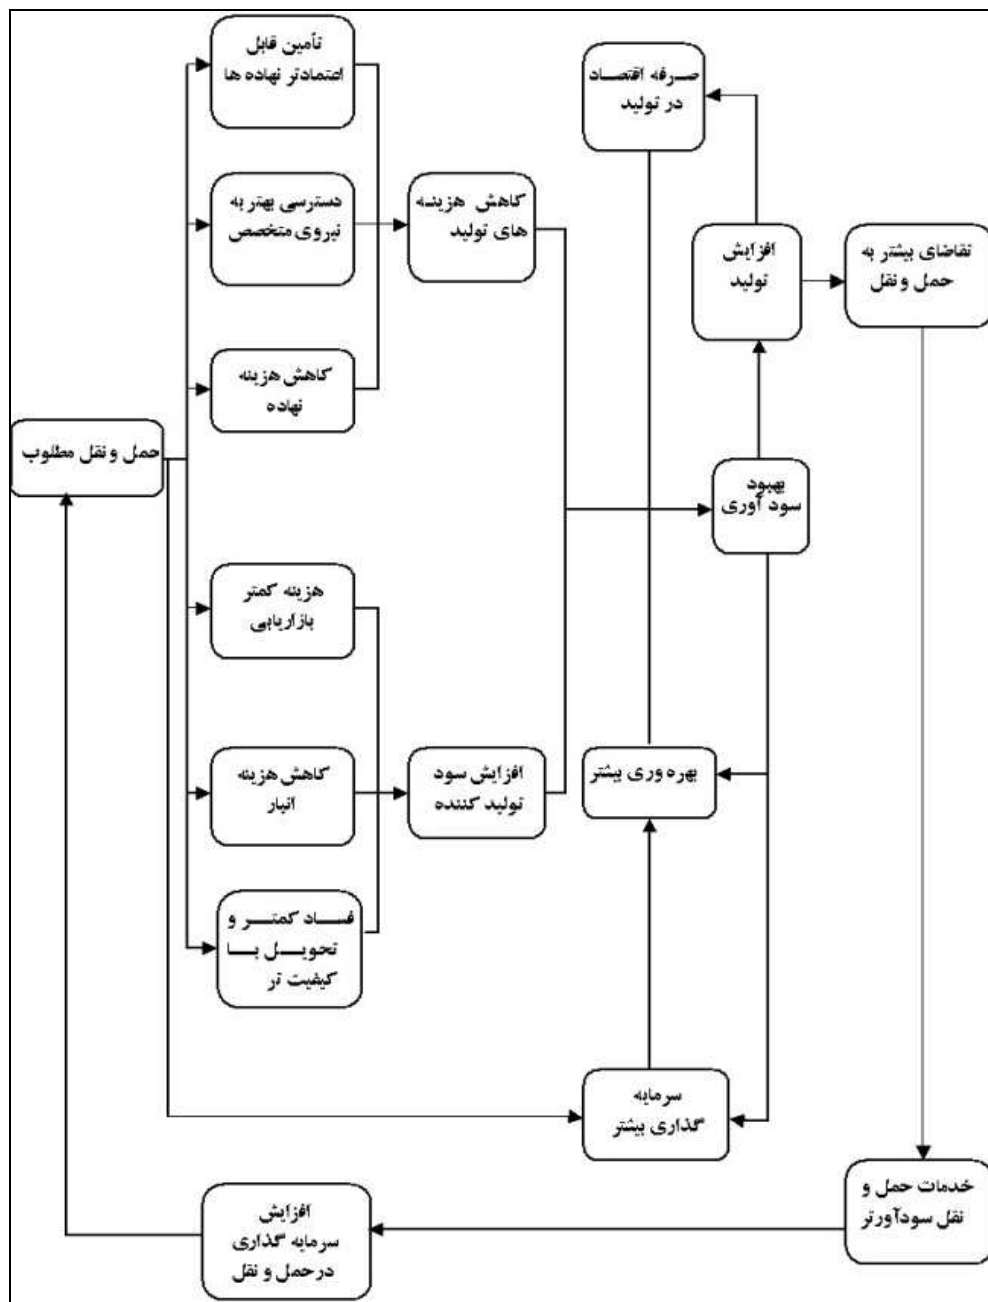 تأمین قابل
اعتمادتر نهاده ها
صرفه اقتصاد
در تولید
دسترسی بهتر به
نیروی متخصص
کاهش هزینه
های تولید
افزایش
تولید
تقاضای بیشتر به
حمل و نقل
کاهش هزینه
نهاده
حمل و نقل مطلوب
بهبود
سود آوری
هزینه کمتر
بازاریابی
کاهش هزینه
انبار
افزایش سود
تولید کننده
بهره وری بیشتر
فساد کمتر و
تحویل با
کیفیت تر
سرمایه
گذاری بیشتر
خدمات حمل و
نقل سودآورتر
افزایش
سرمایه گذاری
درحمل و نقل